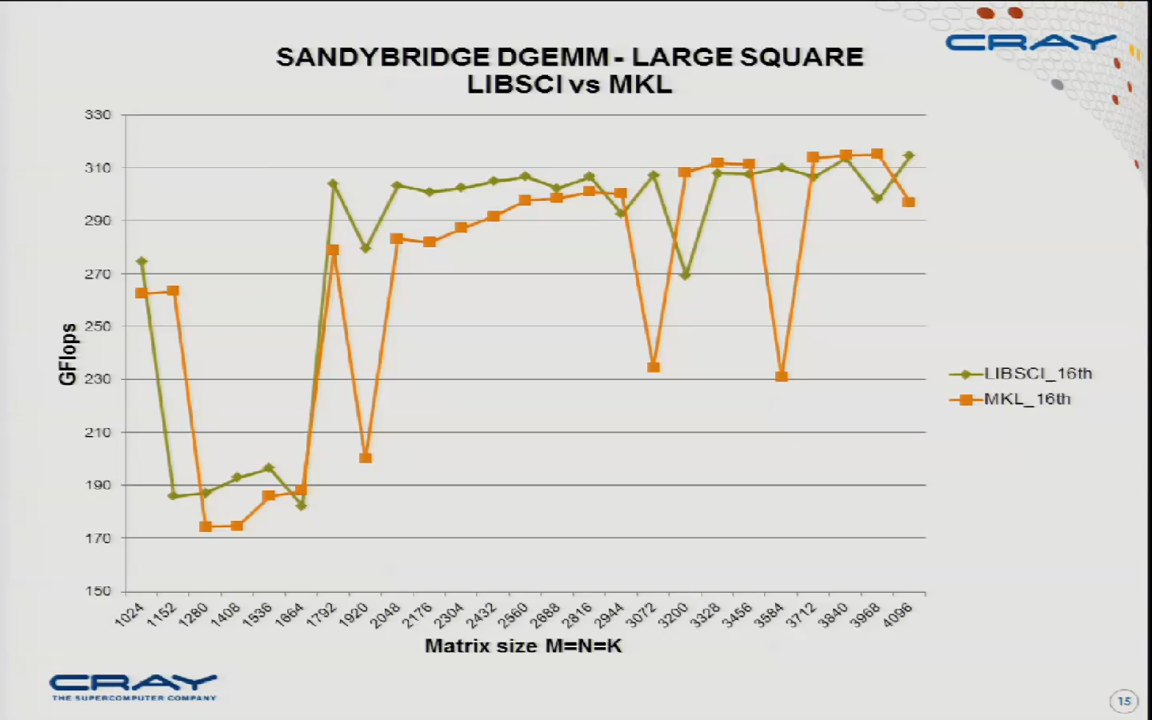 CRAY
SANDYBRIDGE DGEMM - LARGE SQUARE
LIBSCI vs MKL
330
310
290
270
250
230
210
190
170
150
GFlops
1024 1152 1280 1408 1536 1664 1792 1920 2048 2176 2304 2432 2560 2688 2816 2944 3072 3200 3328 3456 3584 3712 3840 3968 4096
Matrix size M=N=K
LIBSCI_16th
MKL_16th
CRAY
THE SUPERCOMPUTER COMPANY
15